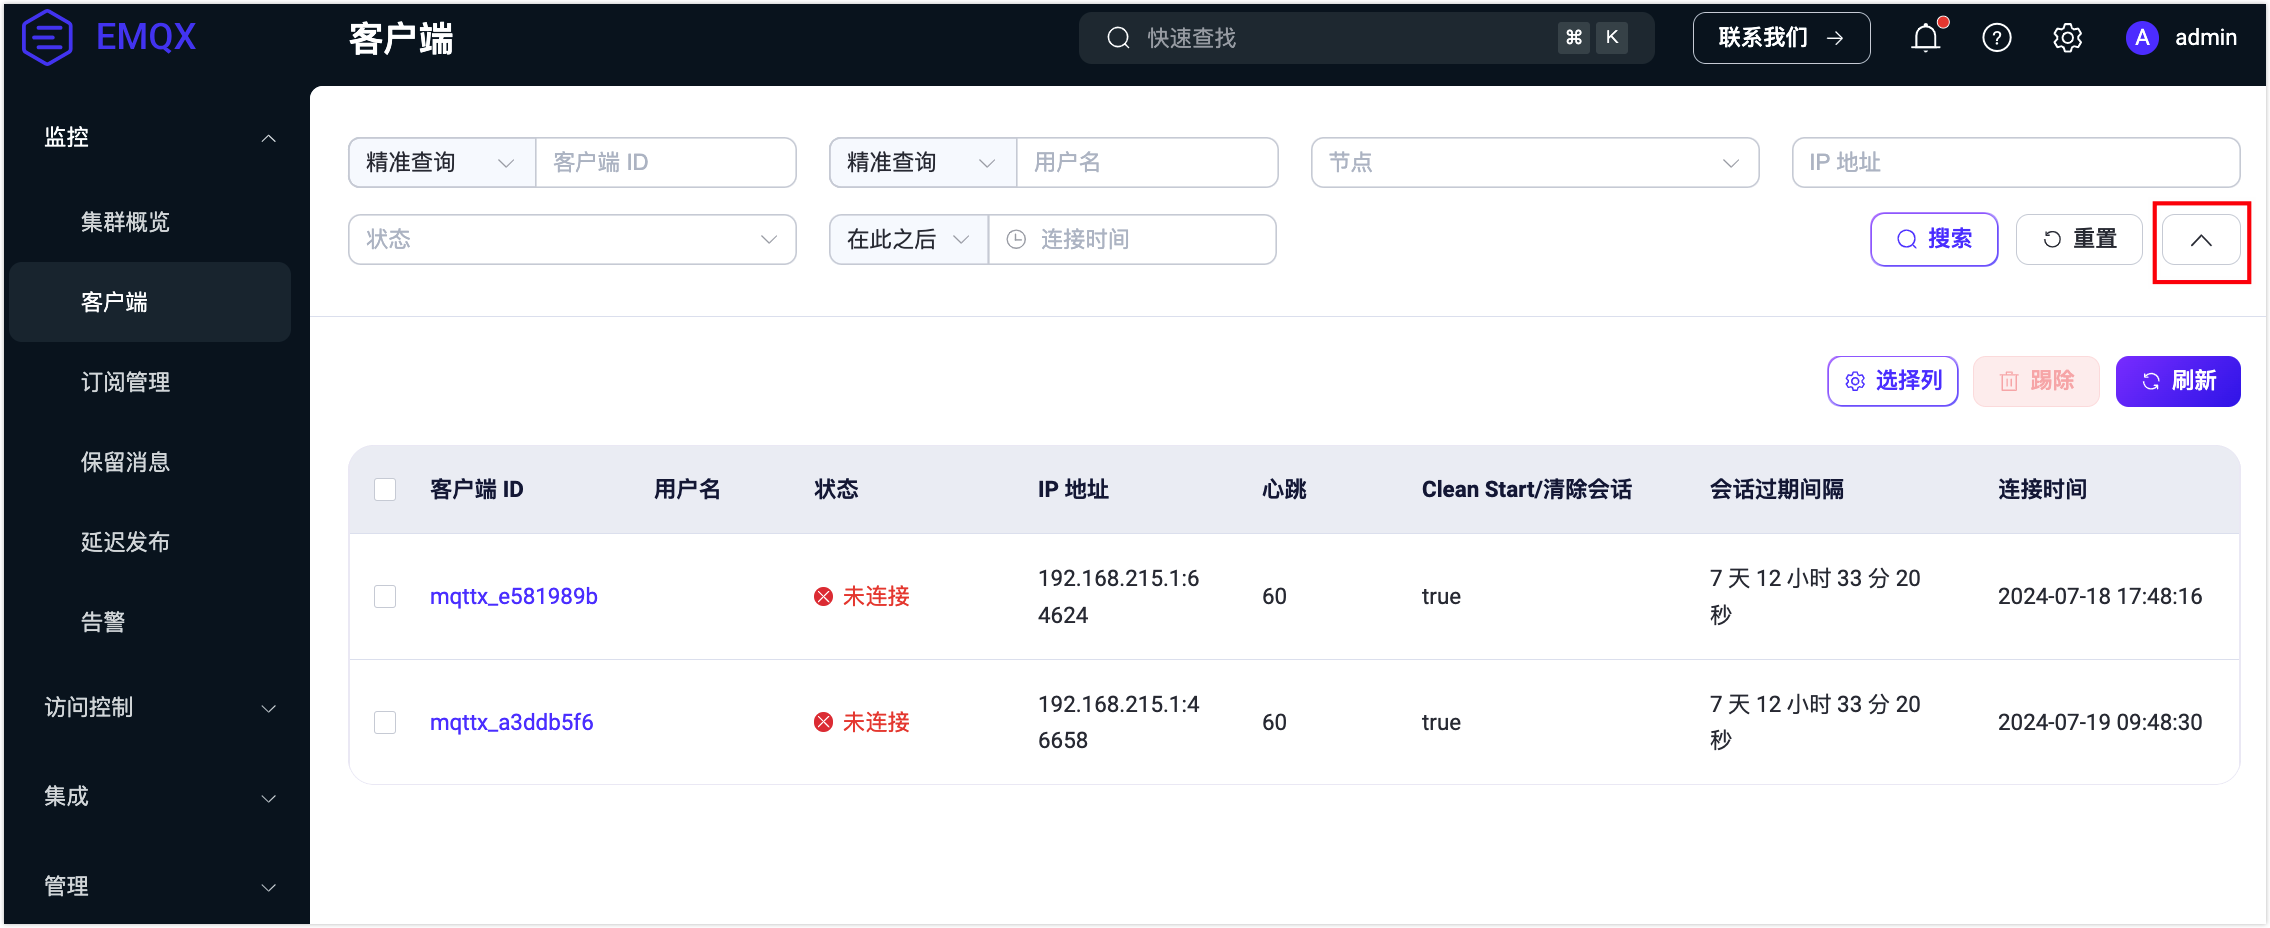 EMQX
客户端
快速查找
⌘ K
联系我们 →
A admin
监控
集群概览
客户端
订阅管理
保留消息
延迟发布
告警
访问控制
集成
管理
精准查询 客户端 ID
精准查询 用户名
节点
IP 地址
状态
在此之后 连接时间
搜索
重置
选择列
踢除
刷新
客户端 ID 用户名 状态 IP 地址 心跳 Clean Start/清除会话 会话过期间隔 连接时间
mqttx_e581989b 未连接 192.168.215.1:6 60 true 7 天 12 小时 33 分 20 2024-07-18 17:48:16
4624 秒
mqttx_a3ddb5f6 未连接 192.168.215.1:4 60 true 7 天 12 小时 33 分 20 2024-07-19 09:48:30
6658 秒